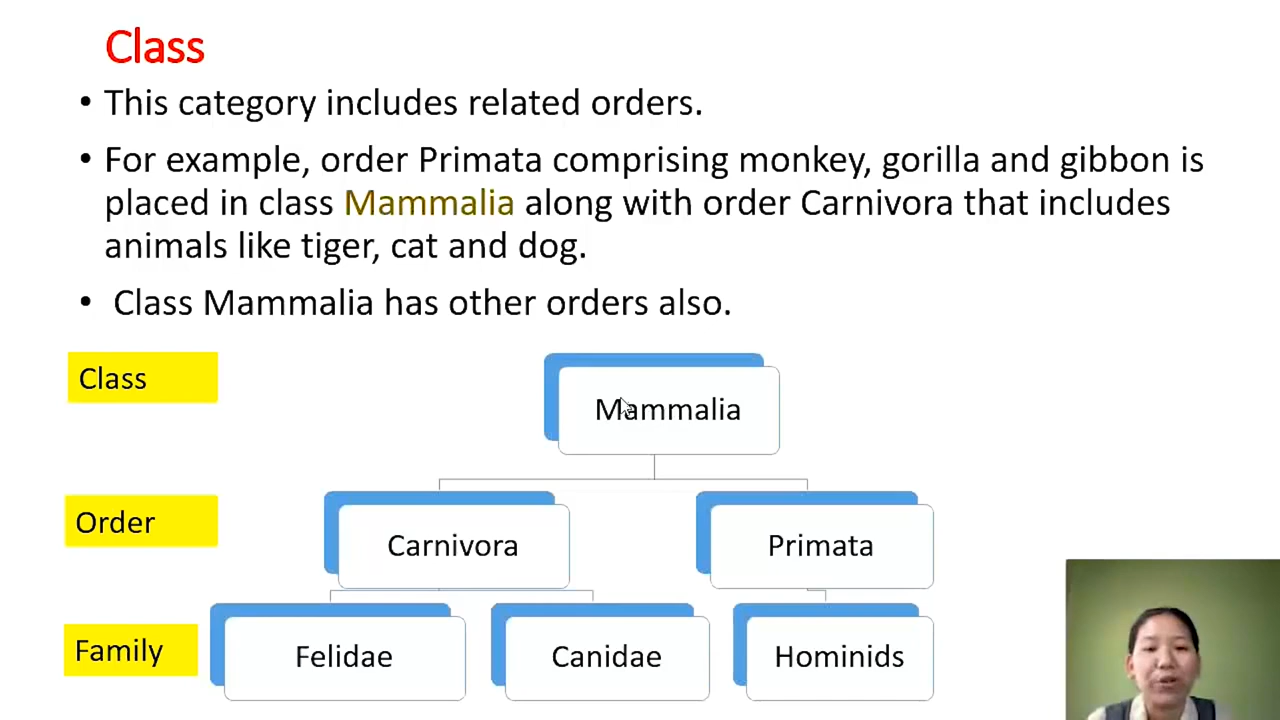 Class
• This category includes related orders.
• For example, order Primata comprising monkey, gorilla and gibbon is
placed in class Mammalia along with order Carnivora that includes
animals like tiger, cat and dog.
• Class Mammalia has other orders also.
Class
Mammalia
Order
Carnivora
Primata
Family
Felidae
Canidae
Hominids